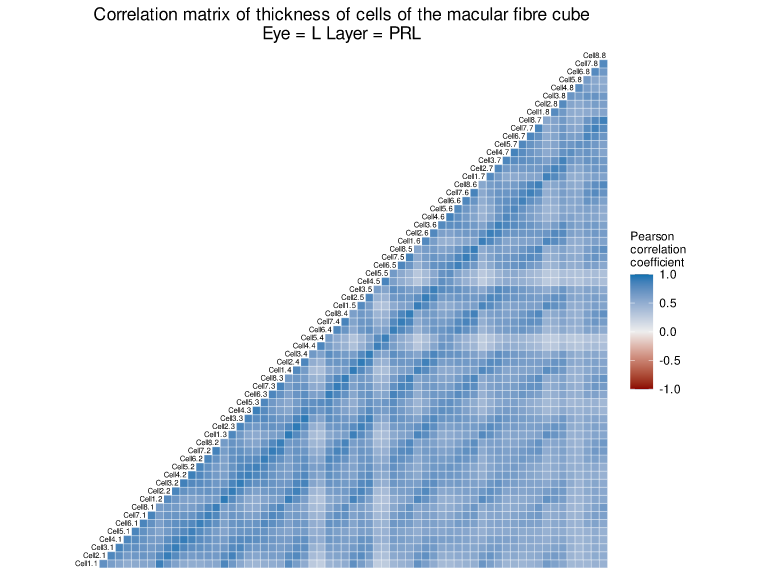 Correlation matrix of thickness of cells of the macular fibre cube
Eye = L Layer = PRL
Cell8.8
Cell7.8
Cell6.8
Cell5.8
Cell4.8
Cell3.8
Cell2.8
Cell1.8
Cell8.7
Cell7.7
Cell6.7
Cell5.7
Cell4.7
Cell3.7
Cell2.7
Cell1.7
Cell8.6
Cell7.6
Cell6.6
Cell5.6
Cell4.6
Cell3.6
Cell2.6
Cell1.6
Cell8.5
Cell7.5
Cell6.5
Cell5.5
Cell4.5
Cell3.5
Cell2.5
Cell1.5
Cell8.4
Cell7.4
Cell6.4
Cell5.4
Cell4.4
Cell3.4
Cell2.4
Cell1.4
Cell8.3
Cell7.3
Cell6.3
Cell5.3
Cell4.3
Cell3.3
Cell2.3
Cell1.3
Cell8.2
Cell7.2
Cell6.2
Cell5.2
Cell4.2
Cell3.2
Cell2.2
Cell1.2
Cell8.1
Cell7.1
Cell6.1
Cell5.1
Cell4.1
Cell3.1
Cell2.1
Cell1.1
Pearson
correlation
coefficient
1.0
0.5
0.0
-0.5
-1.0